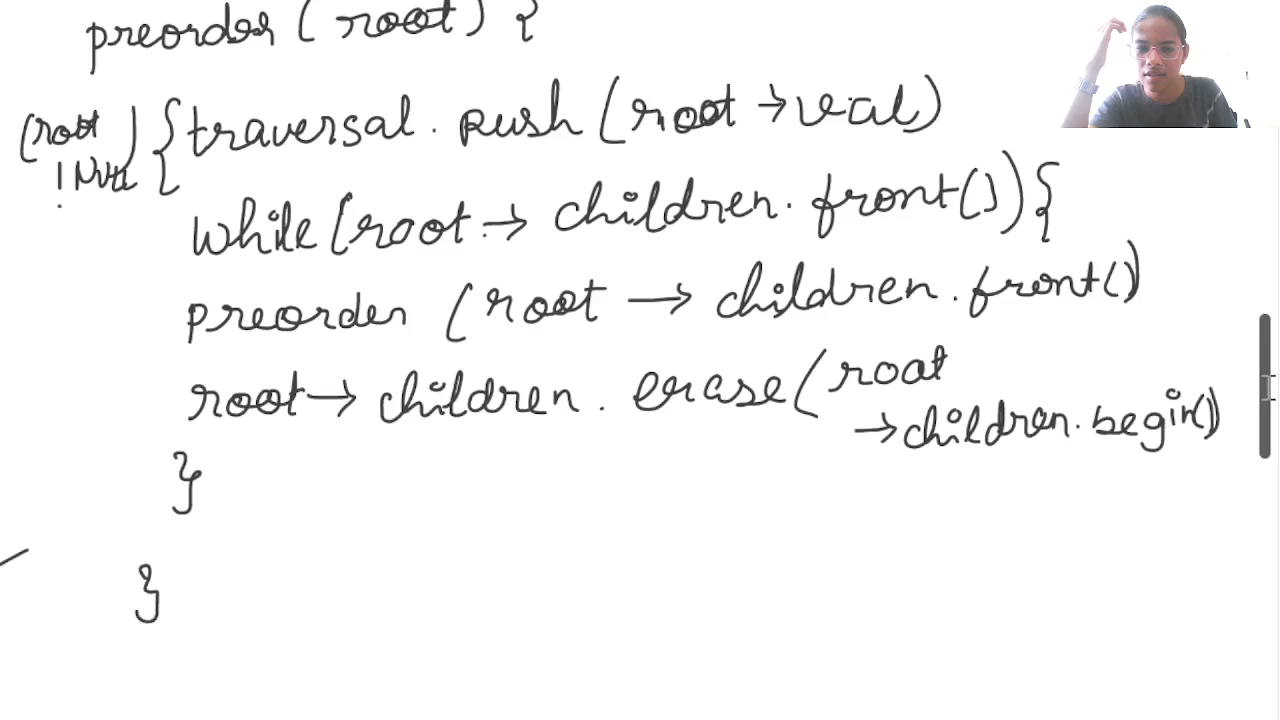 preorder (root) {
(root != Null) { traversal.push (root → val)
while (root → children.front()) {
preorder (root → children.front()
root → children.erase (root
→ children.begin())
}
}